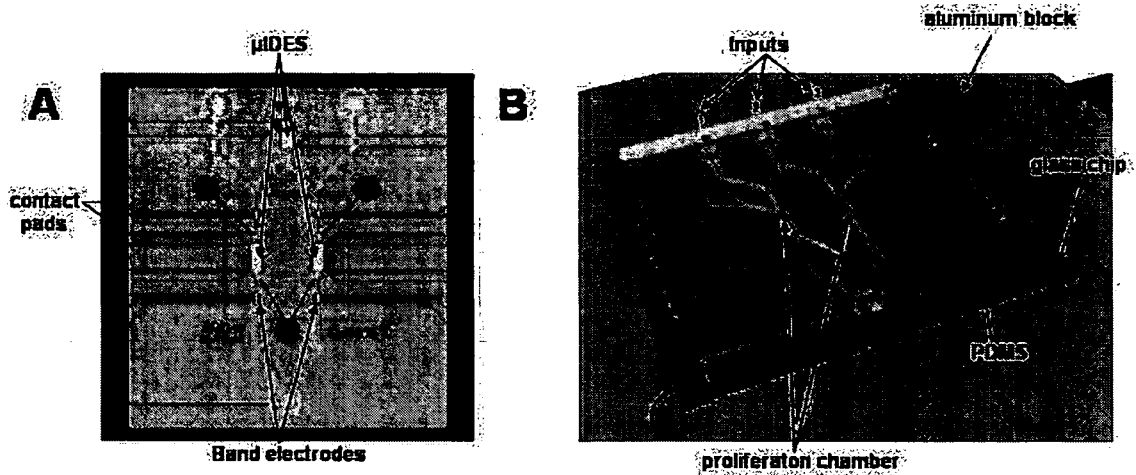 µIDES
A
contact
pads
Band electrodes
Inputs
aluminum block
B
glass chip
PDMS
proliferaton chamber